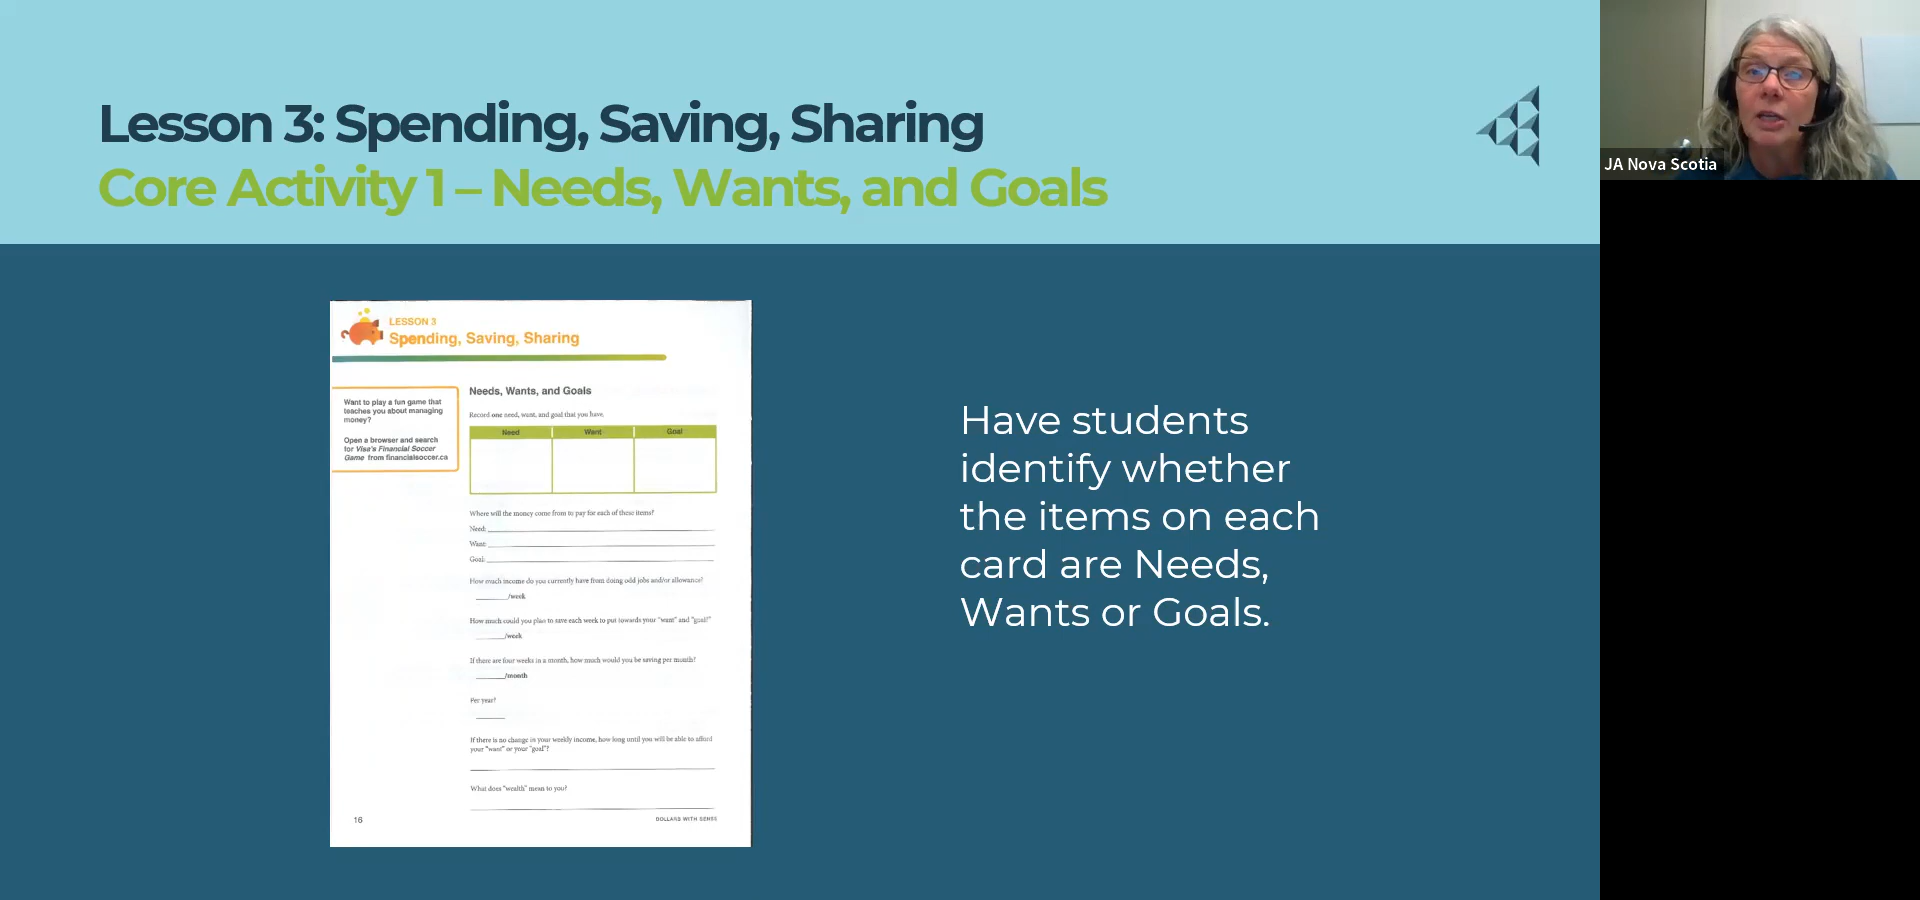 Lesson 3: Spending, Saving, Sharing
Core Activity 1 – Needs, Wants, and Goals
JA Nova Scotia
LESSON 3
Spending, Saving, Sharing
Want to play a fun game that
teaches you about managing
money?
Open a browser and search
for Visa's Financial Soccer
Game from financialsoccer.ca
Needs, Wants, and Goals
Record one need, want, and goal that you have.
Need Want Goal
Where will the money come from to pay for each of these items?
Need:
Want:
Goal:
How much income do you currently have from doing odd jobs and/or allowance?
/week
How much could you plan to save each week to put towards your "want" and "goal?"
/week
If there are four weeks in a month, how much would you be saving per month?
/month
Per year?
If there is no change in your weekly income, how long until you will be able to afford
your "want" or your "goal"?
What does "wealth" mean to you?
16
DOLLARS WITH SENSE
Have students
identify whether
the items on each
card are Needs,
Wants or Goals.